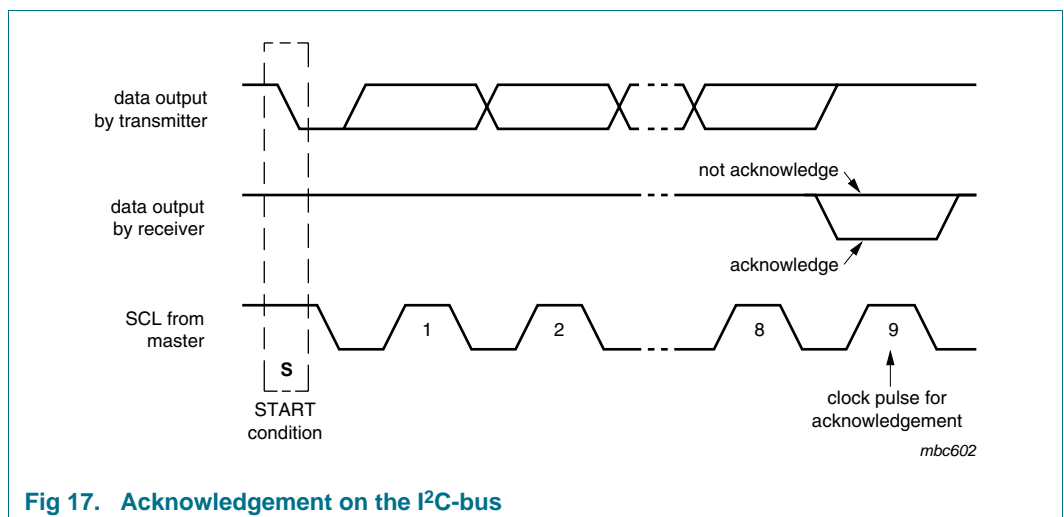 data output
by transmitter
not acknowledge
data output
by receiver
acknowledge
SCL from
master
1
2
8
9
S
START
condition
clock pulse for
acknowledgement
mbc602
Fig 17. Acknowledgement on the I²C-bus